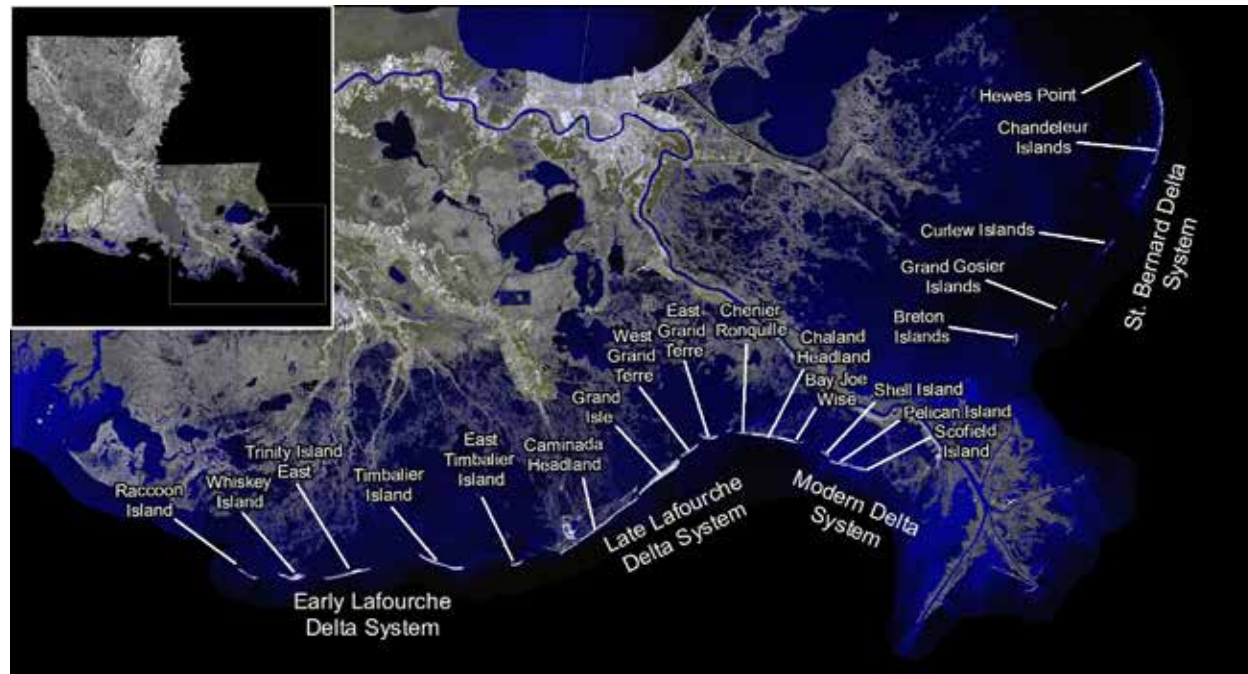 Hewes Point
Chandeleur
Islands
Curlew Islands
Grand Gosier
Islands
Breton
Islands
St. Bernard Delta
System
East
Grand
Terre
Chenier
Ronquille
West
Grand
Terre
Chaland
Headland
Bay Joe
Wise
Shell Island
Pelican Island
Scofield
Island
Grand
Isle
Caminada
Headland
East
Timbalier
Island
Timbalier
Island
Trinity Island
East
Whiskey
Island
Raccoon
Island
Modern Delta
System
Late Lafourche
Delta System
Early Lafourche
Delta System